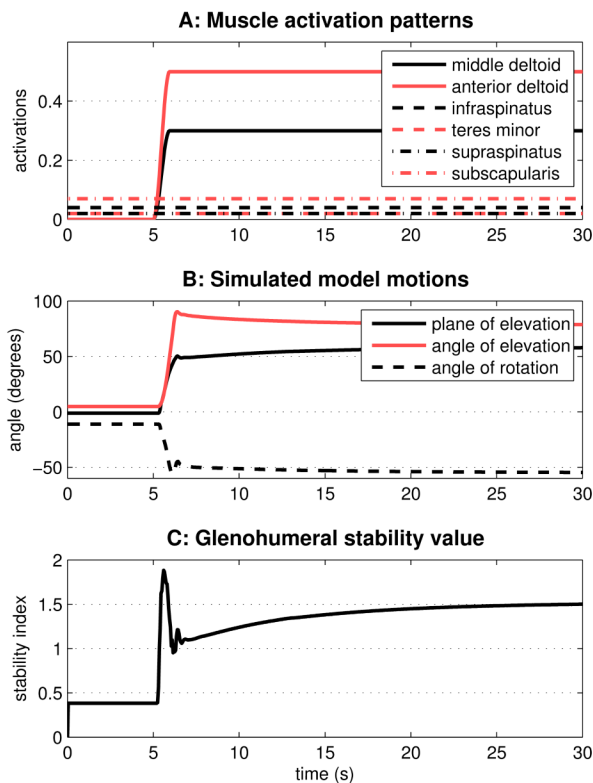 A: Muscle activation patterns
activations
0.4
0.2
0
middle deltoid
anterior deltoid
infraspinatus
teres minor
supraspinatus
subscapularis
0 5 10 15 20 25 30
B: Simulated model motions
angle (degrees)
100
50
0
−50
plane of elevation
angle of elevation
angle of rotation
0 5 10 15 20 25 30
C: Glenohumeral stability value
stability index
2
1.5
1
0.5
0
0 5 10 15 20 25 30
time (s)